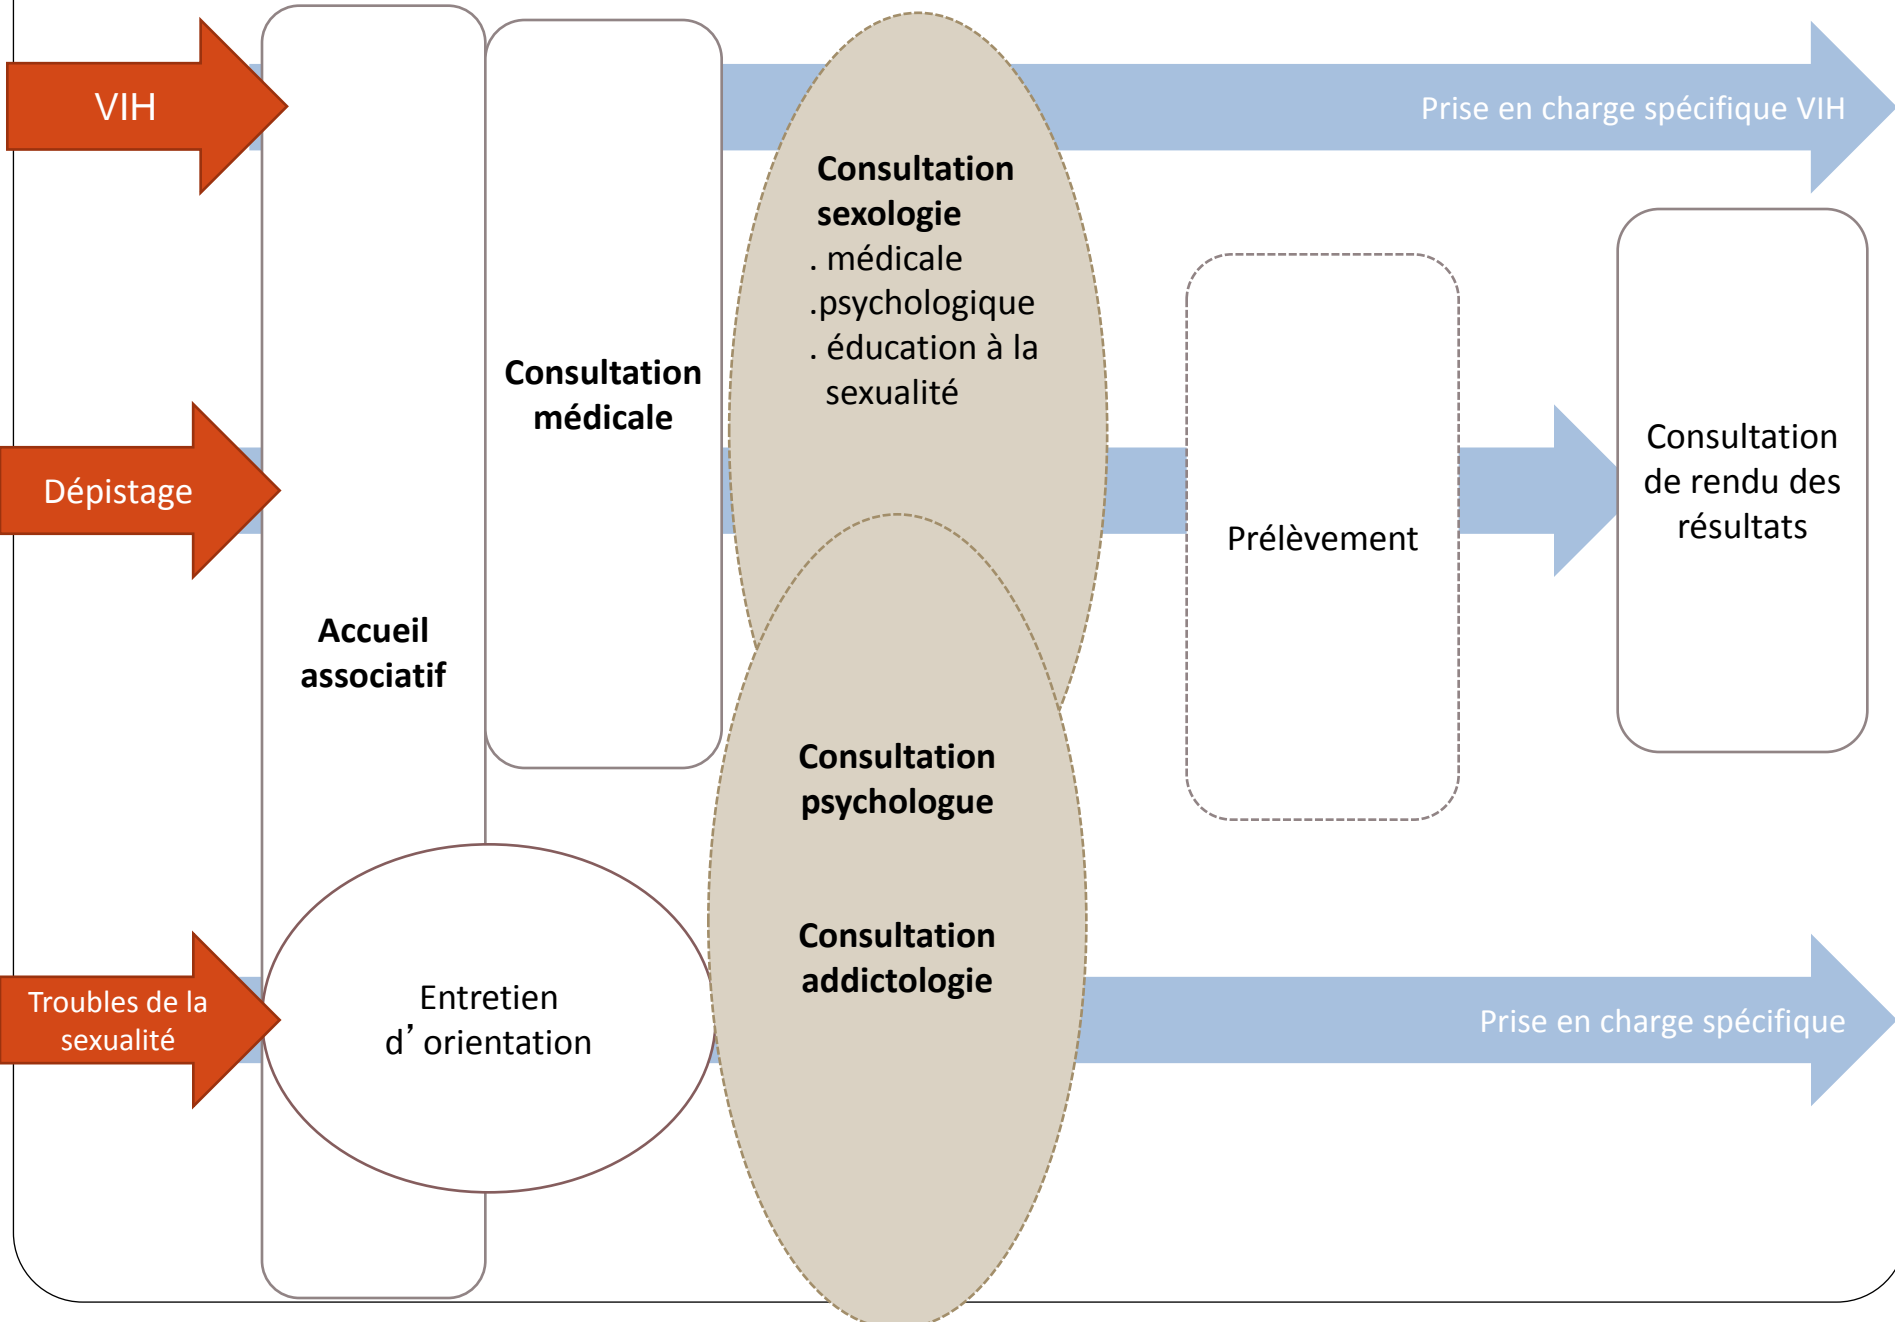 VIH
Prise en charge spécifique VIH
Consultation
sexologie
. médicale
.psychologique
. éducation à la
sexualité
Consultation
médicale
Dépistage
Consultation
de rendu des
résultats
Prélèvement
Accueil
associatif
Consultation
psychologue
Consultation
addictologie
Troubles de la
sexualité
Entretien
d’ orientation
Prise en charge spécifique